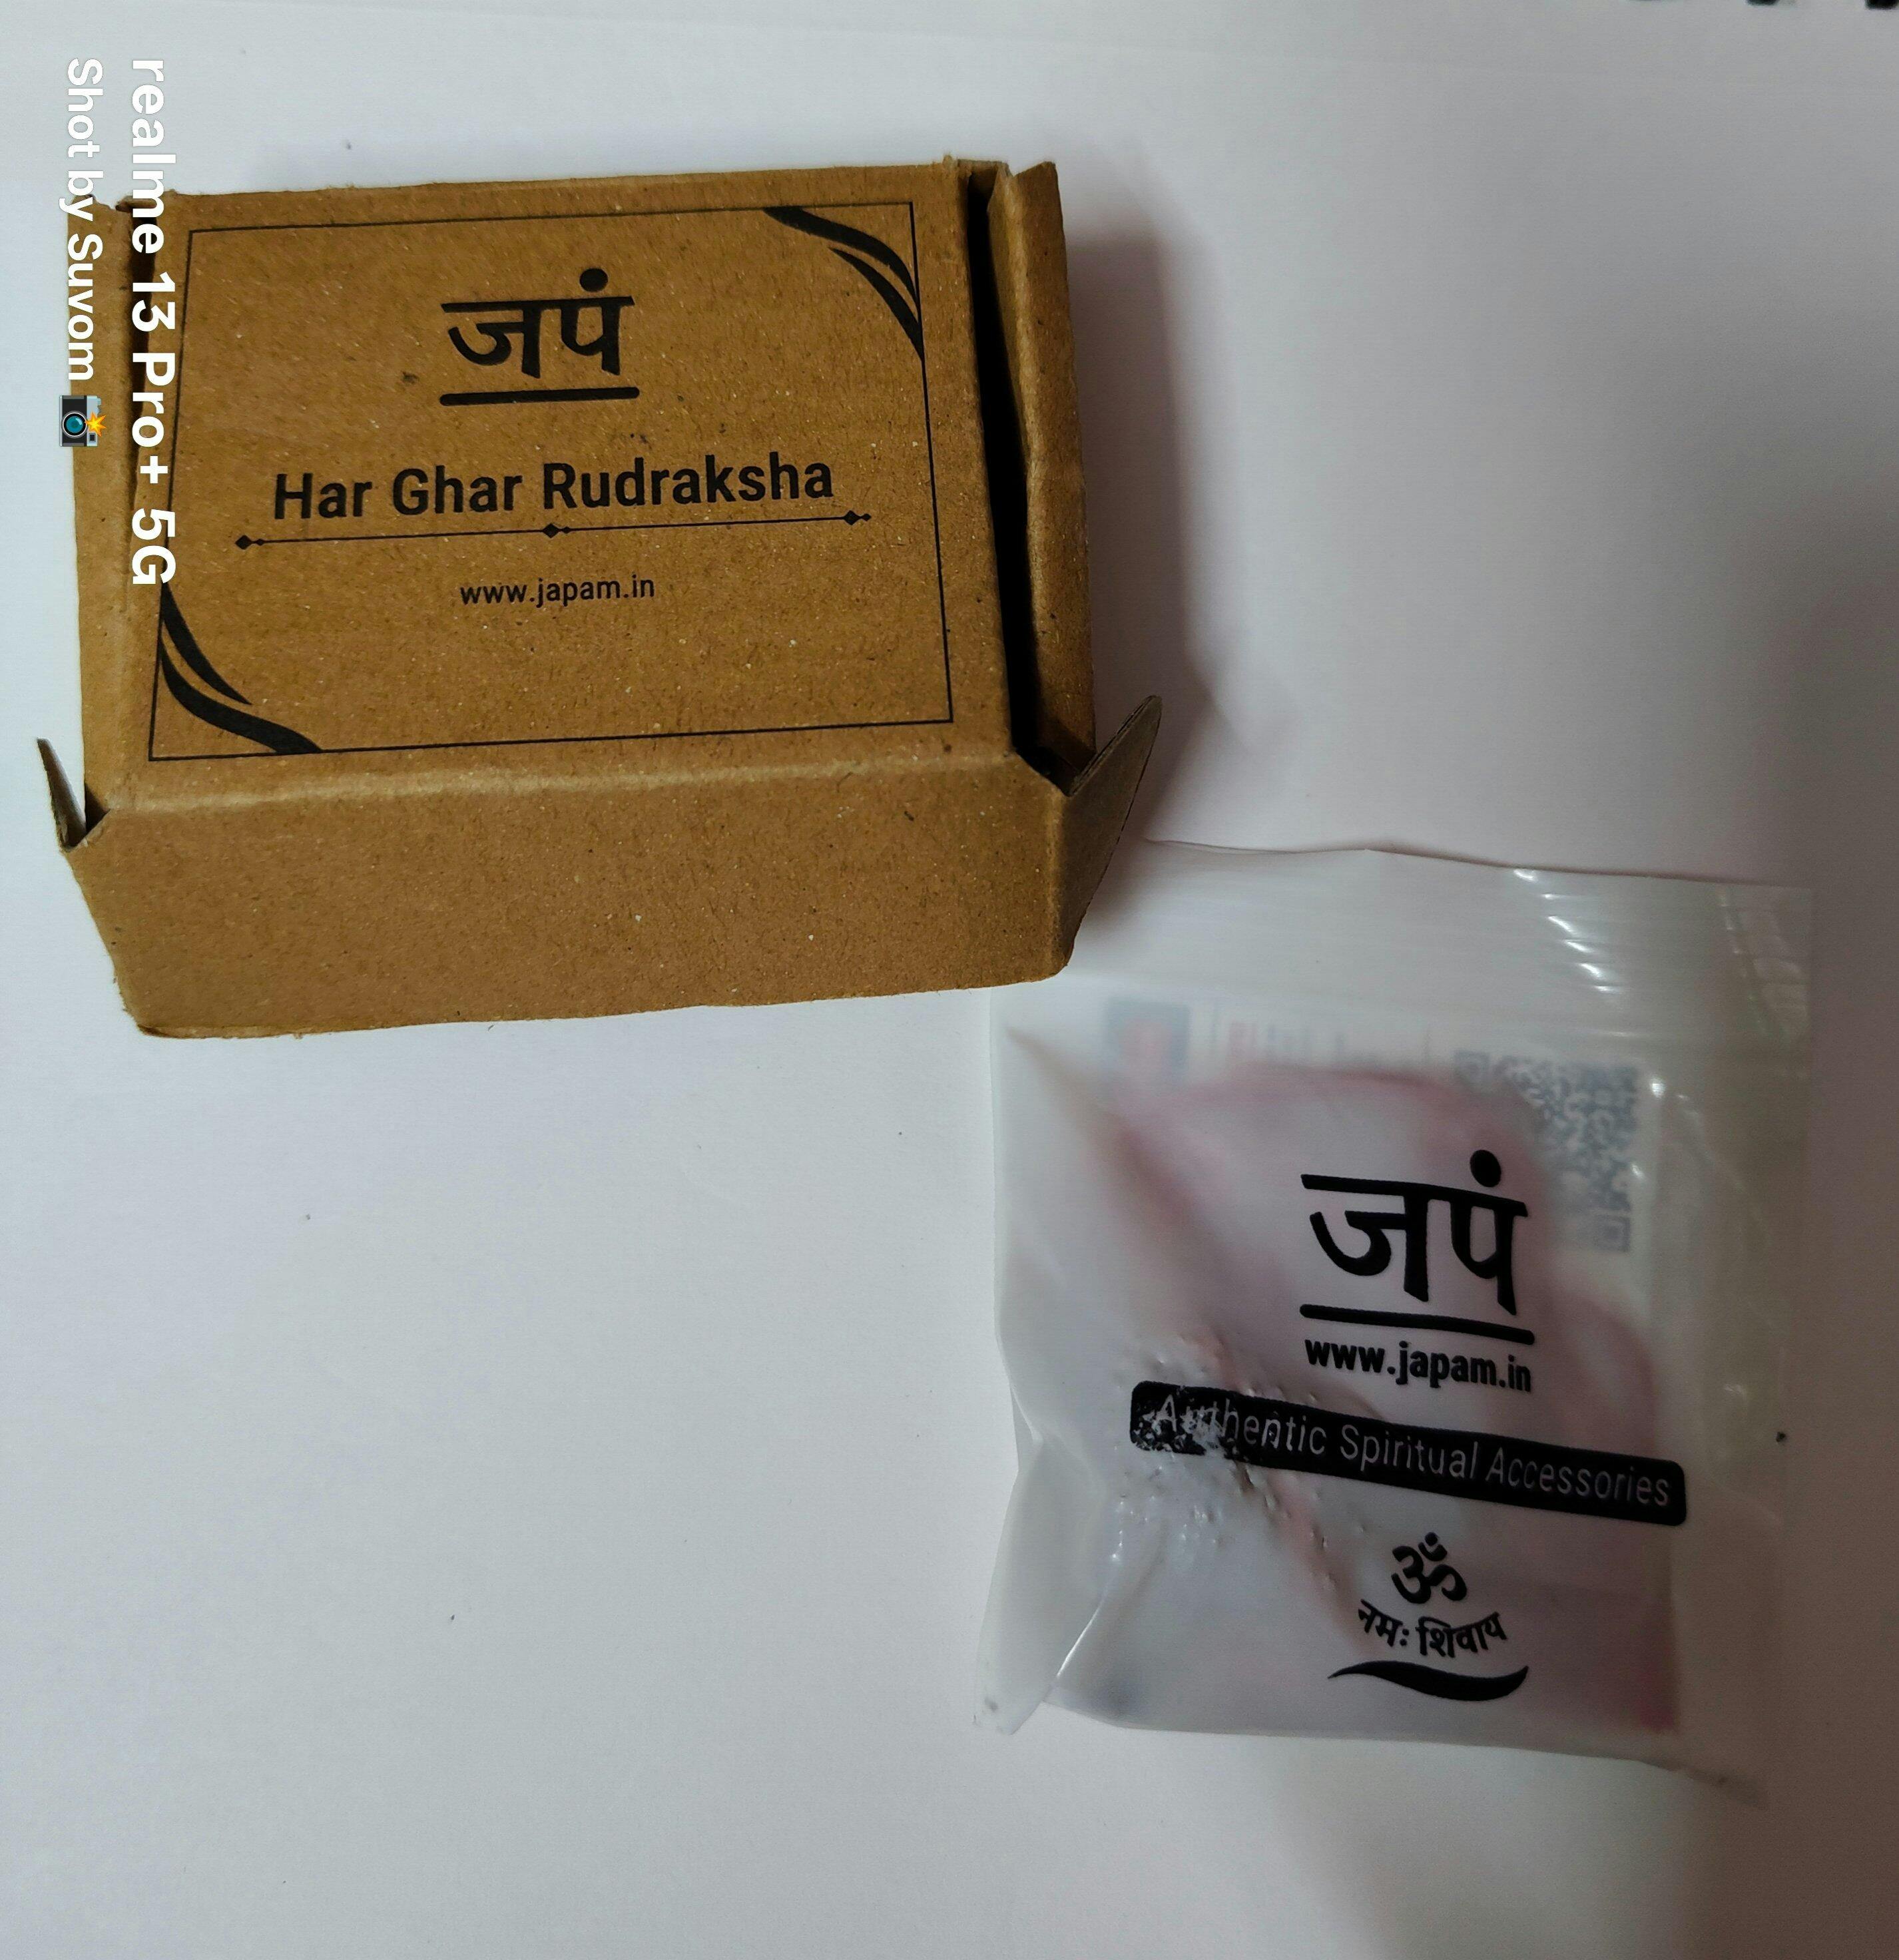 realme 13 Pro+ 5G
Shot by Suvom 📸
जपं
Har Ghar Rudraksha
www.japam.in
जपं
www.japam.in
Authentic Spiritual Accessories
ॐ
नमः शिवाय